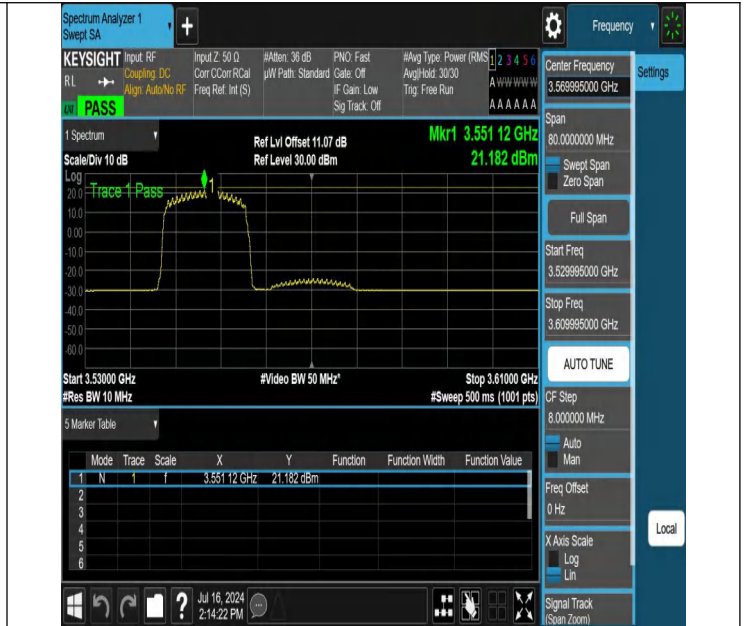 Spectrum Analyzer 1
Swept SA
+
Frequency
KEYSIGHT
RL
PASS
Input: RF
Coupling: DC
Align: Auto/No RF
Input Z: 50 Ω
Corr CCorr RCal
Freq Ref: Int (S)
#Atten: 36 dB
µW Path: Standard
PNO: Fast
Gate: Off
IF Gain: Low
Sig Track: Off
#Avg Type: Power (RMS
Avg|Hold: 30/30
Trig: Free Run
1 2 3 4 5 6
A W W W W W
A A A A A A
Center Frequency
3.569995000 GHz
Settings
Span
80.0000000 MHz
Swept Span
Zero Span
Full Span
Start Freq
3.529995000 GHz
Stop Freq
3.609995000 GHz
AUTO TUNE
CF Step
8.000000 MHz
Auto
Man
Freq Offset
0 Hz
X Axis Scale
Log
Lin
Signal Track
(Span Zoom)
Local
1 Spectrum
Scale/Div 10 dB
Ref Lvl Offset 11.07 dB
Ref Level 30.00 dBm
Mkr1 3.551 12 GHz
21.182 dBm
Log
Trace 1 Pass
1
20.0
10.0
0.00
-10.0
-20.0
-30.0
-40.0
-50.0
-60.0
Start 3.53000 GHz
#Video BW 50 MHz*
Stop 3.61000 GHz
#Res BW 10 MHz
#Sweep 500 ms (1001 pts)
5 Marker Table
Mode Trace Scale X Y Function Function Width Function Value
1 N 1 f 3.551 12 GHz 21.182 dBm
2
3
4
5
6
?
Jul 16, 2024
2:14:22 PM